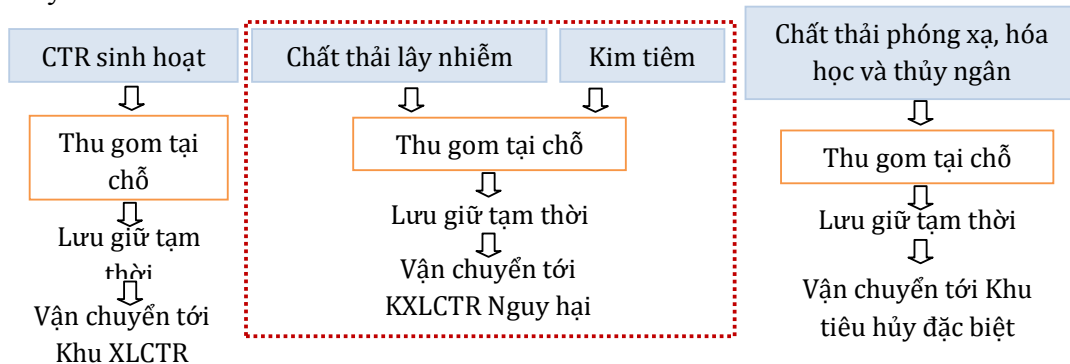 CTR sinh hoạt
Thu gom tại
chỗ
Lưu giữ tạm
thời
Vận chuyển tới
Khu XLCTR
Chất thải lây nhiễm
Kim tiêm
Thu gom tại chỗ
Lưu giữ tạm thời
Vận chuyển tới
KXLCTR Nguy hại
Chất thải phóng xạ, hóa
học và thủy ngân
Thu gom tại chỗ
Lưu giữ tạm thời
Vận chuyển tới Khu
tiêu hủy đặc biệt